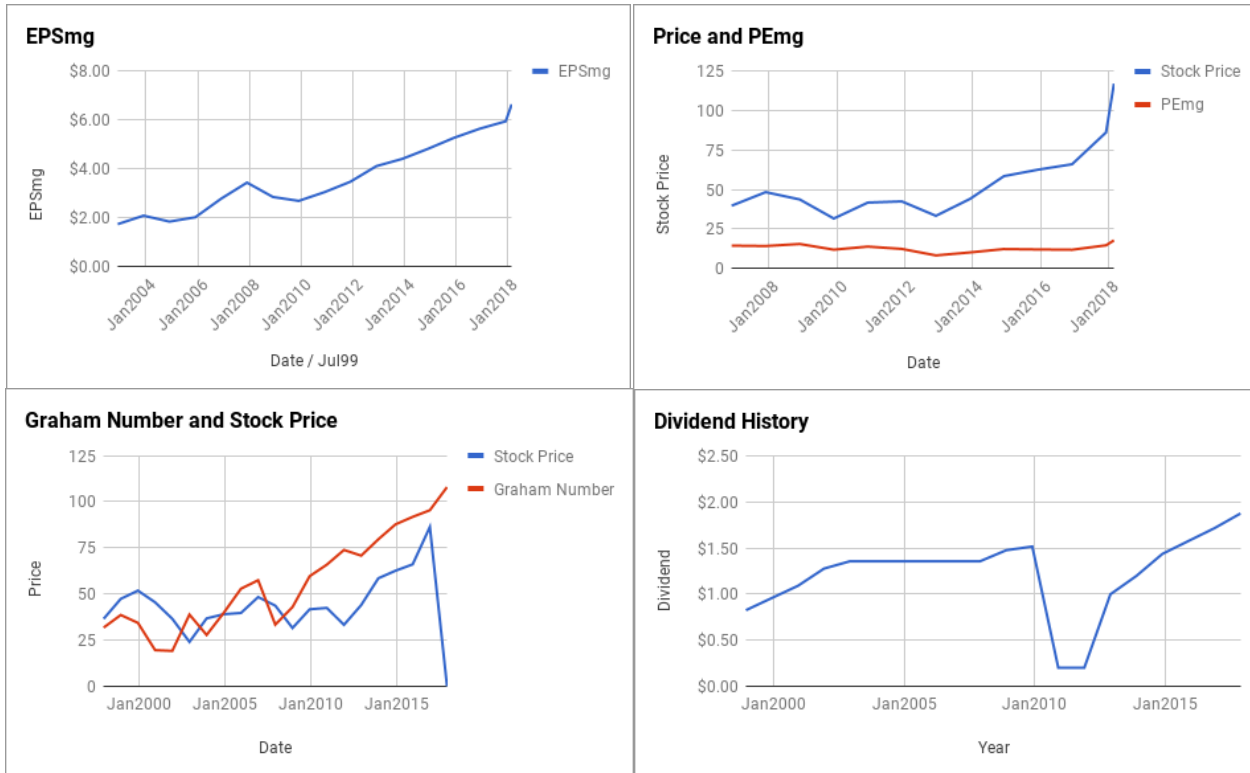 EPSmg
EPSmg
$8.00
$6.00
$4.00
$2.00
$0.00
EPSmg
Jan2004
Jan2006
Jan2008
Jan2010
Jan2012
Jan2014
Jan2016
Jan2018
Date / Jul99
Price and PEmg
Stock Price
PEmg
125
100
75
50
25
0
Stock Price
Jan2008
Jan2010
Jan2012
Jan2014
Jan2016
Jan2018
Date
Graham Number and Stock Price
Stock Price
Graham Number
125
100
75
50
25
0
Price
Jan2000
Jan2005
Jan2010
Jan2015
Date
Dividend History
$2.50
$2.00
$1.50
$1.00
$0.50
$0.00
Dividend
Jan2000
Jan2005
Jan2010
Jan2015
Year